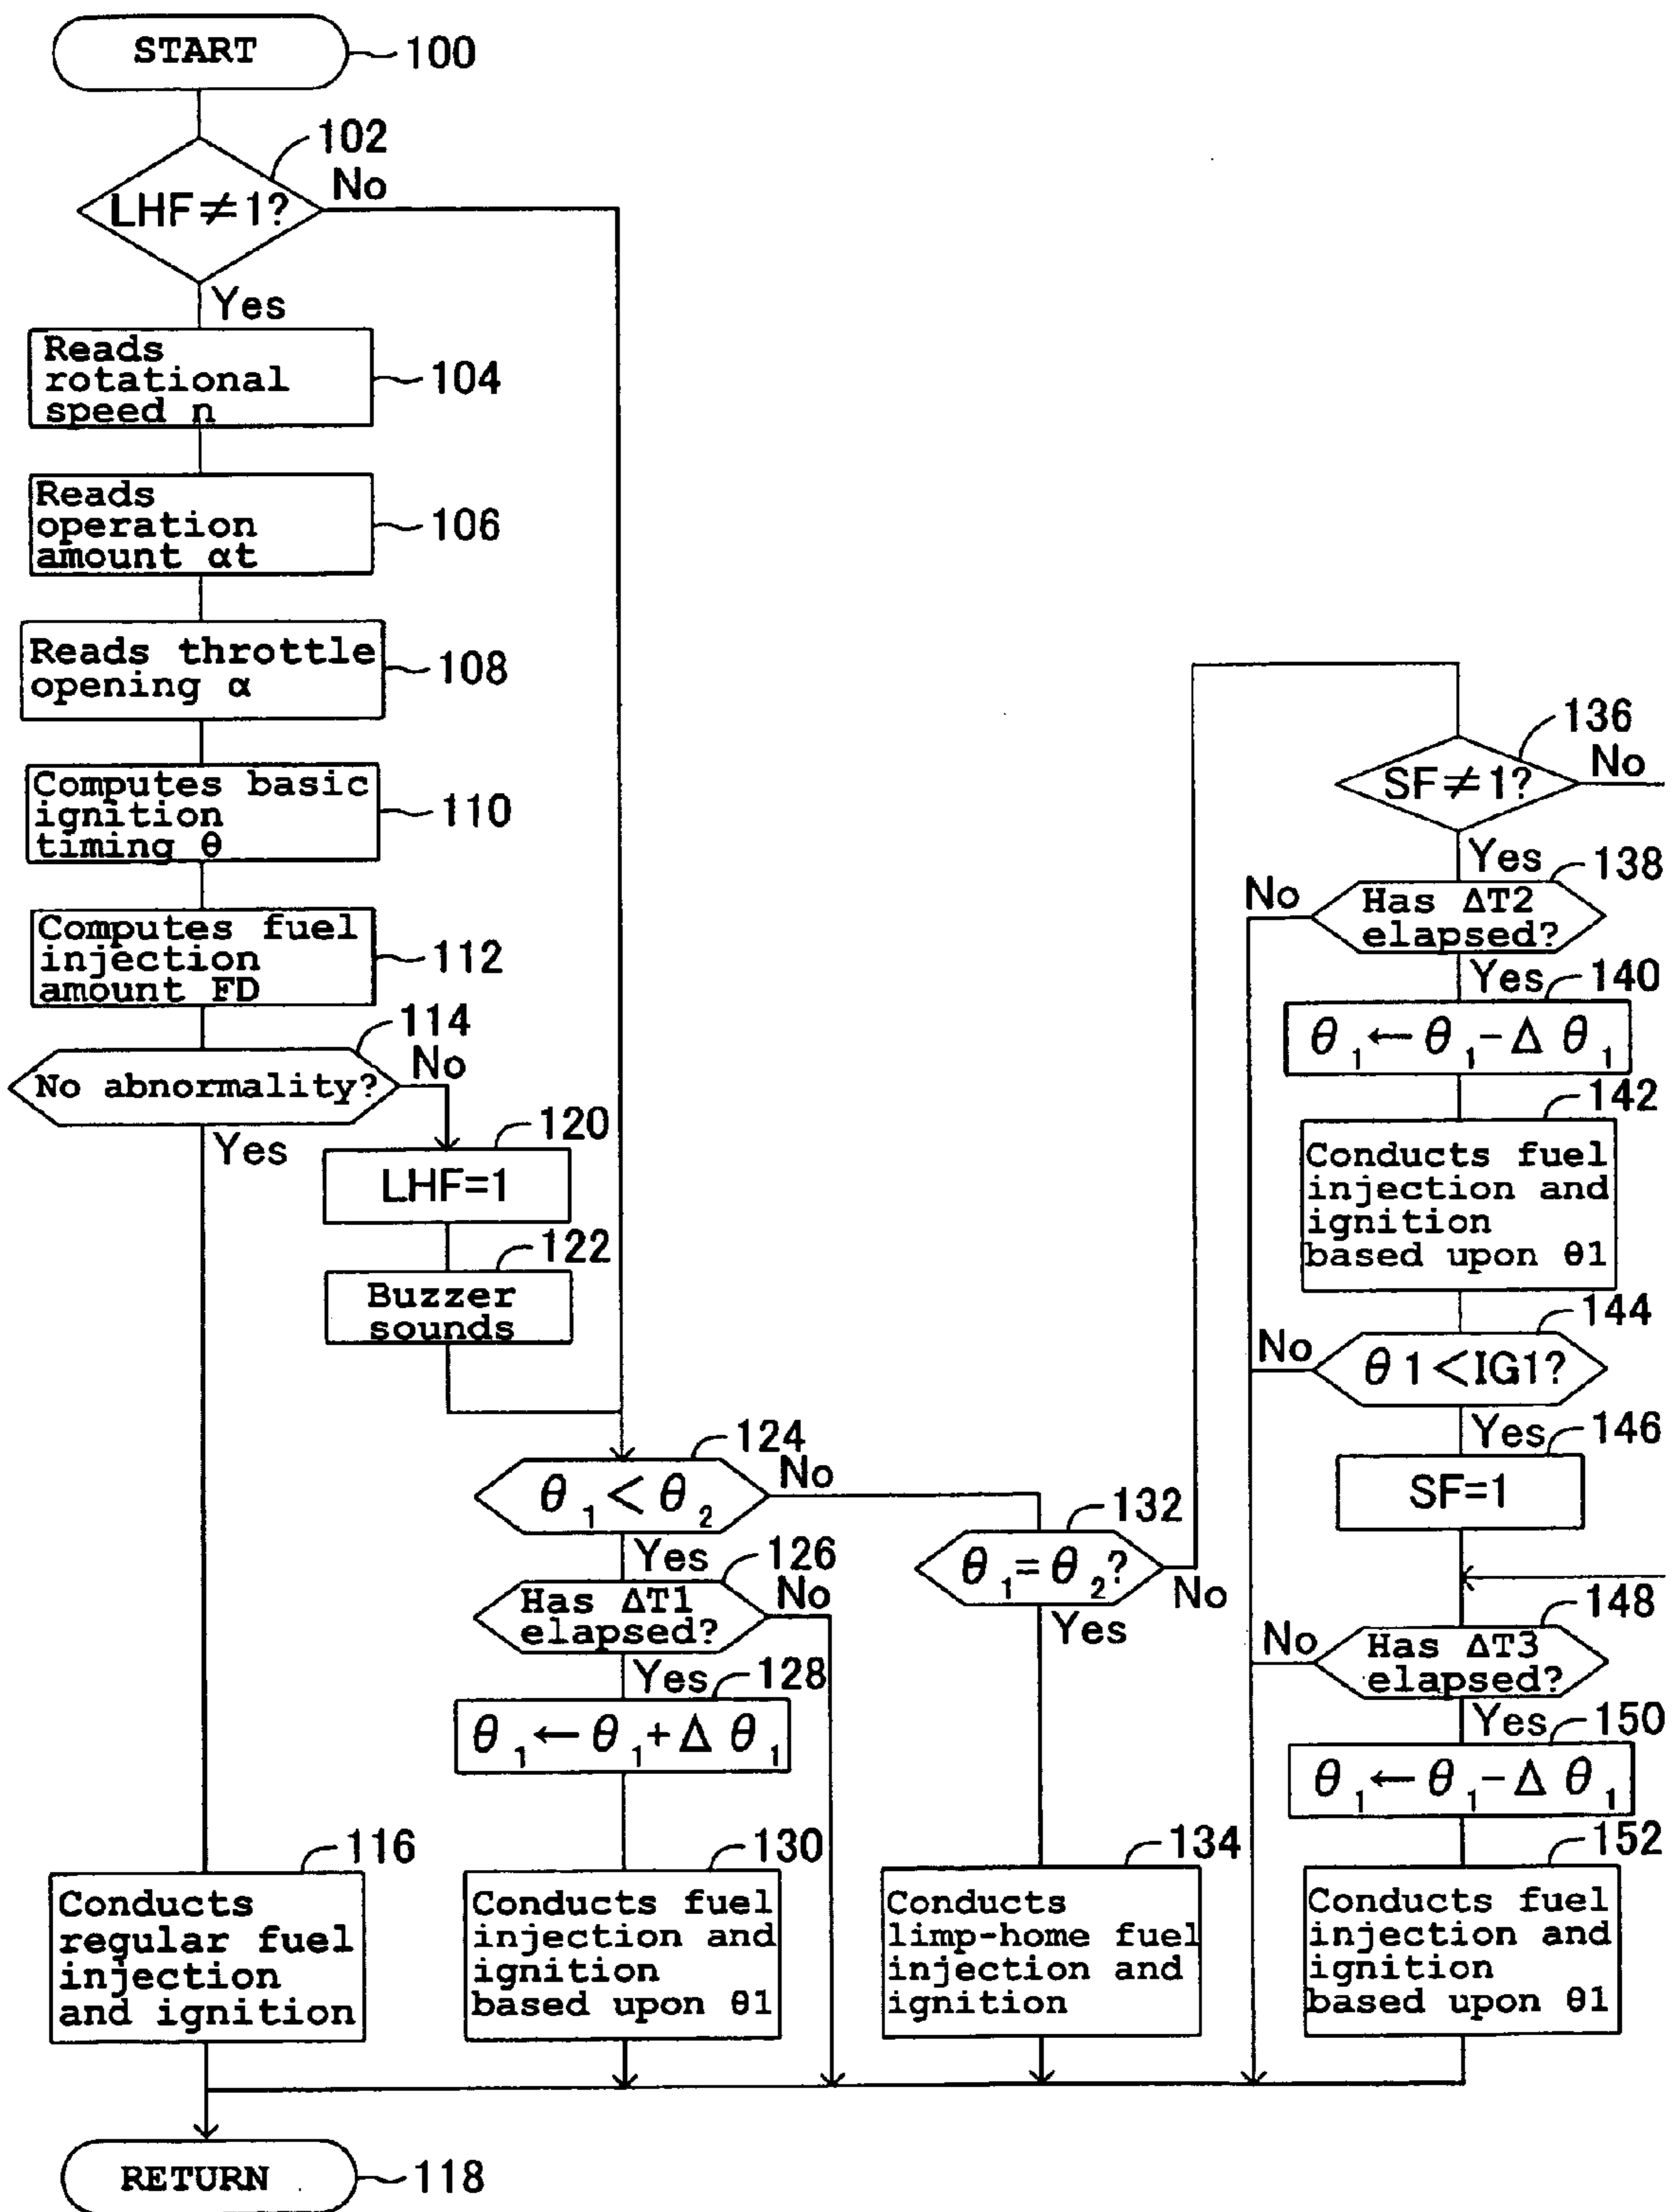 START
100
102
LHF≠1?
No
Yes
Reads
rotational
speed n
104
Reads
operation
amount αt
106
Reads throttle
opening α
108
Computes basic
ignition
timing θ
110
Computes fuel
injection
amount FD
112
114
No abnormality?
No
Yes
120
LHF=1
122
Buzzer
sounds
116
Conducts
regular fuel
injection
and ignition
124
θ₁ < θ₂
No
Yes
126
Has ΔT1
elapsed?
No
Yes
128
θ₁ ← θ₁ + Δ θ₁
130
Conducts fuel
injection and
ignition
based upon θ1
132
θ₁ = θ₂?
No
Yes
134
Conducts
limp-home fuel
injection and
ignition
136
SF≠1?
No
Yes
138
Has ΔT2
elapsed?
No
Yes
140
θ₁ ← θ₁ - Δ θ₁
142
Conducts fuel
injection and
ignition
based upon θ1
144
θ1<IG1?
No
Yes
146
SF=1
148
Has ΔT3
elapsed?
No
Yes
150
θ₁ ← θ₁ - Δ θ₁
152
Conducts fuel
injection and
ignition
based upon θ1
RETURN
118